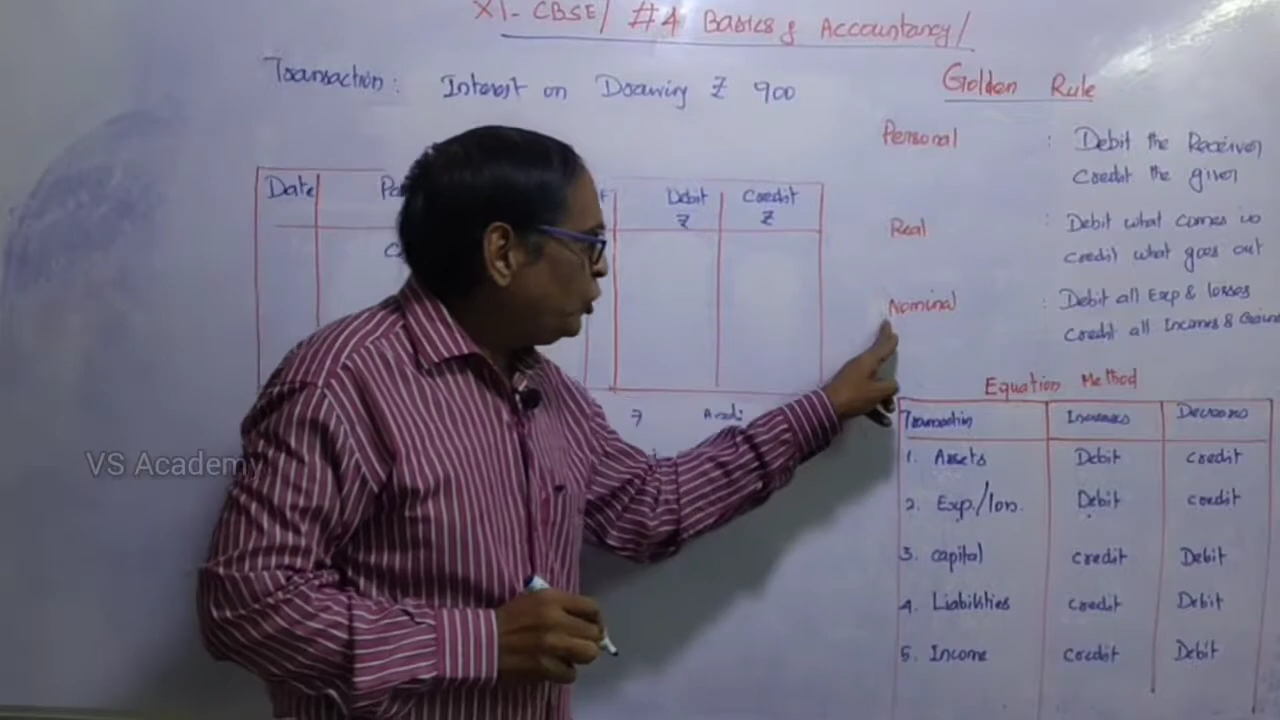 XI- CBSE/ #4 Basics of Accountancy/
Transaction: Interest on Drawing ₹ 900
Date
Debit
₹
Credit
₹
Golden Rule
Personal : Debit the Receiver
Credit the giver
Real : Debit what comes in
Credit what goes out
Nominal : Debit all Exp & losses
Credit all Incomes & Gains
Equation Method
Transaction Increases Decreases
1. Assets Debit Credit
2. Exp./loss. Debit Credit
3. Capital Credit Debit
4. Liabilities Credit Debit
5. Income Credit Debit
VS Academy